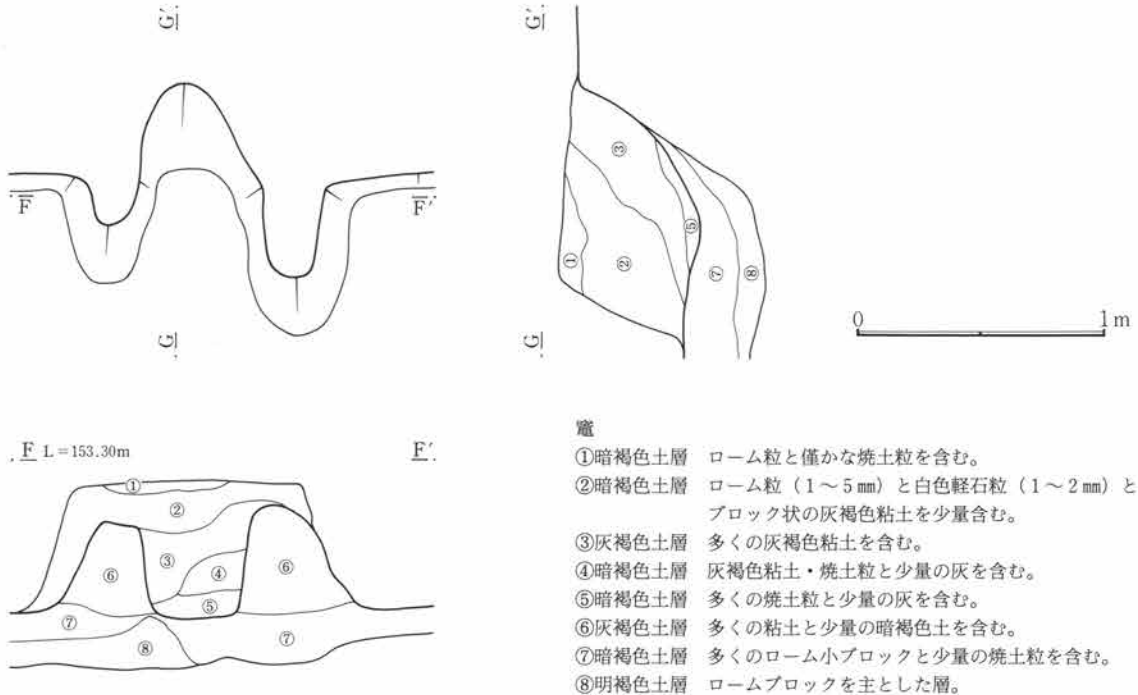 G′
G′
③
⑤
①
②
⑦
⑧
F
F′
G
G
0
1m
F L=153.30m
F′
①
②
③
④
⑤
⑥
⑥
⑦
⑦
⑧
竈
①暗褐色土層 ローム粒と僅かな焼土粒を含む。
②暗褐色土層 ローム粒（1～5㎜）と白色軽石粒（1～2㎜）と
ブロック状の灰褐色粘土を少量含む。
③灰褐色土層 多くの灰褐色粘土を含む。
④暗褐色土層 灰褐色粘土・焼土粒と少量の灰を含む。
⑤暗褐色土層 多くの焼土粒と少量の灰を含む。
⑥灰褐色土層 多くの粘土と少量の暗褐色土を含む。
⑦暗褐色土層 多くのローム小ブロックと少量の焼土粒を含む。
⑧明褐色土層 ロームブロックを主とした層。